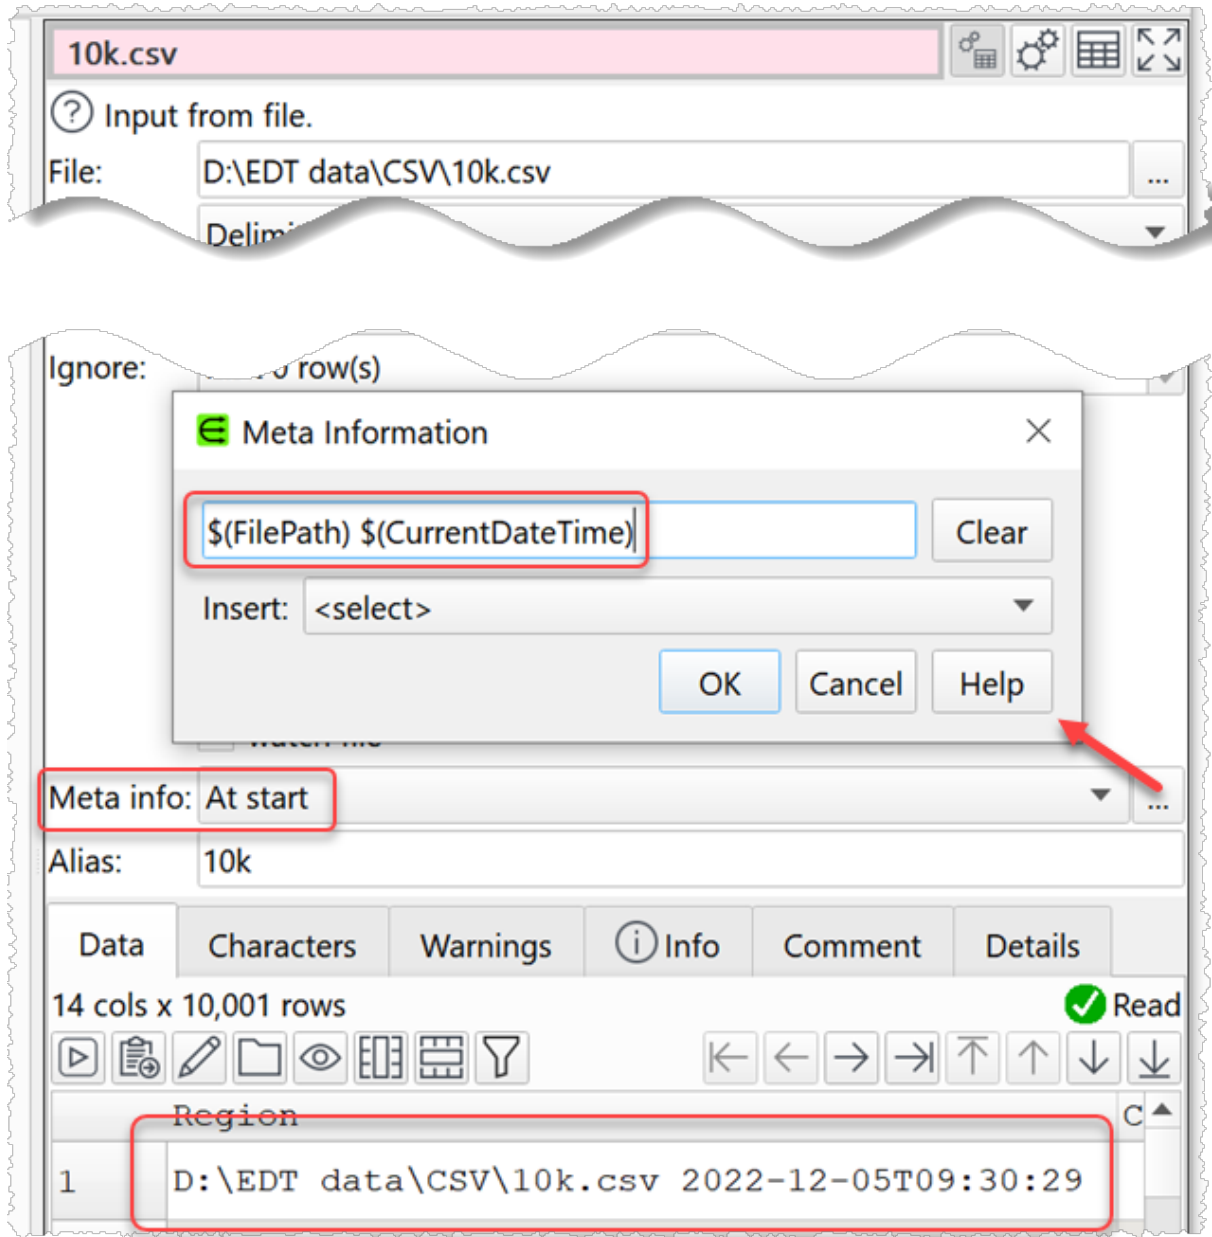 10k.csv
Input from file.
File: D:\EDT data\CSV\10k.csv ...
Ignore: row(s)
Meta Information
$(FilePath) $(CurrentDateTime) Clear
Insert: <select>
OK Cancel Help
Meta info: At start ...
Alias: 10k
Data Characters Warnings Info Comment Details
14 cols x 10,001 rows Read
Region C
1 D:\EDT data\CSV\10k.csv 2022-12-05T09:30:29